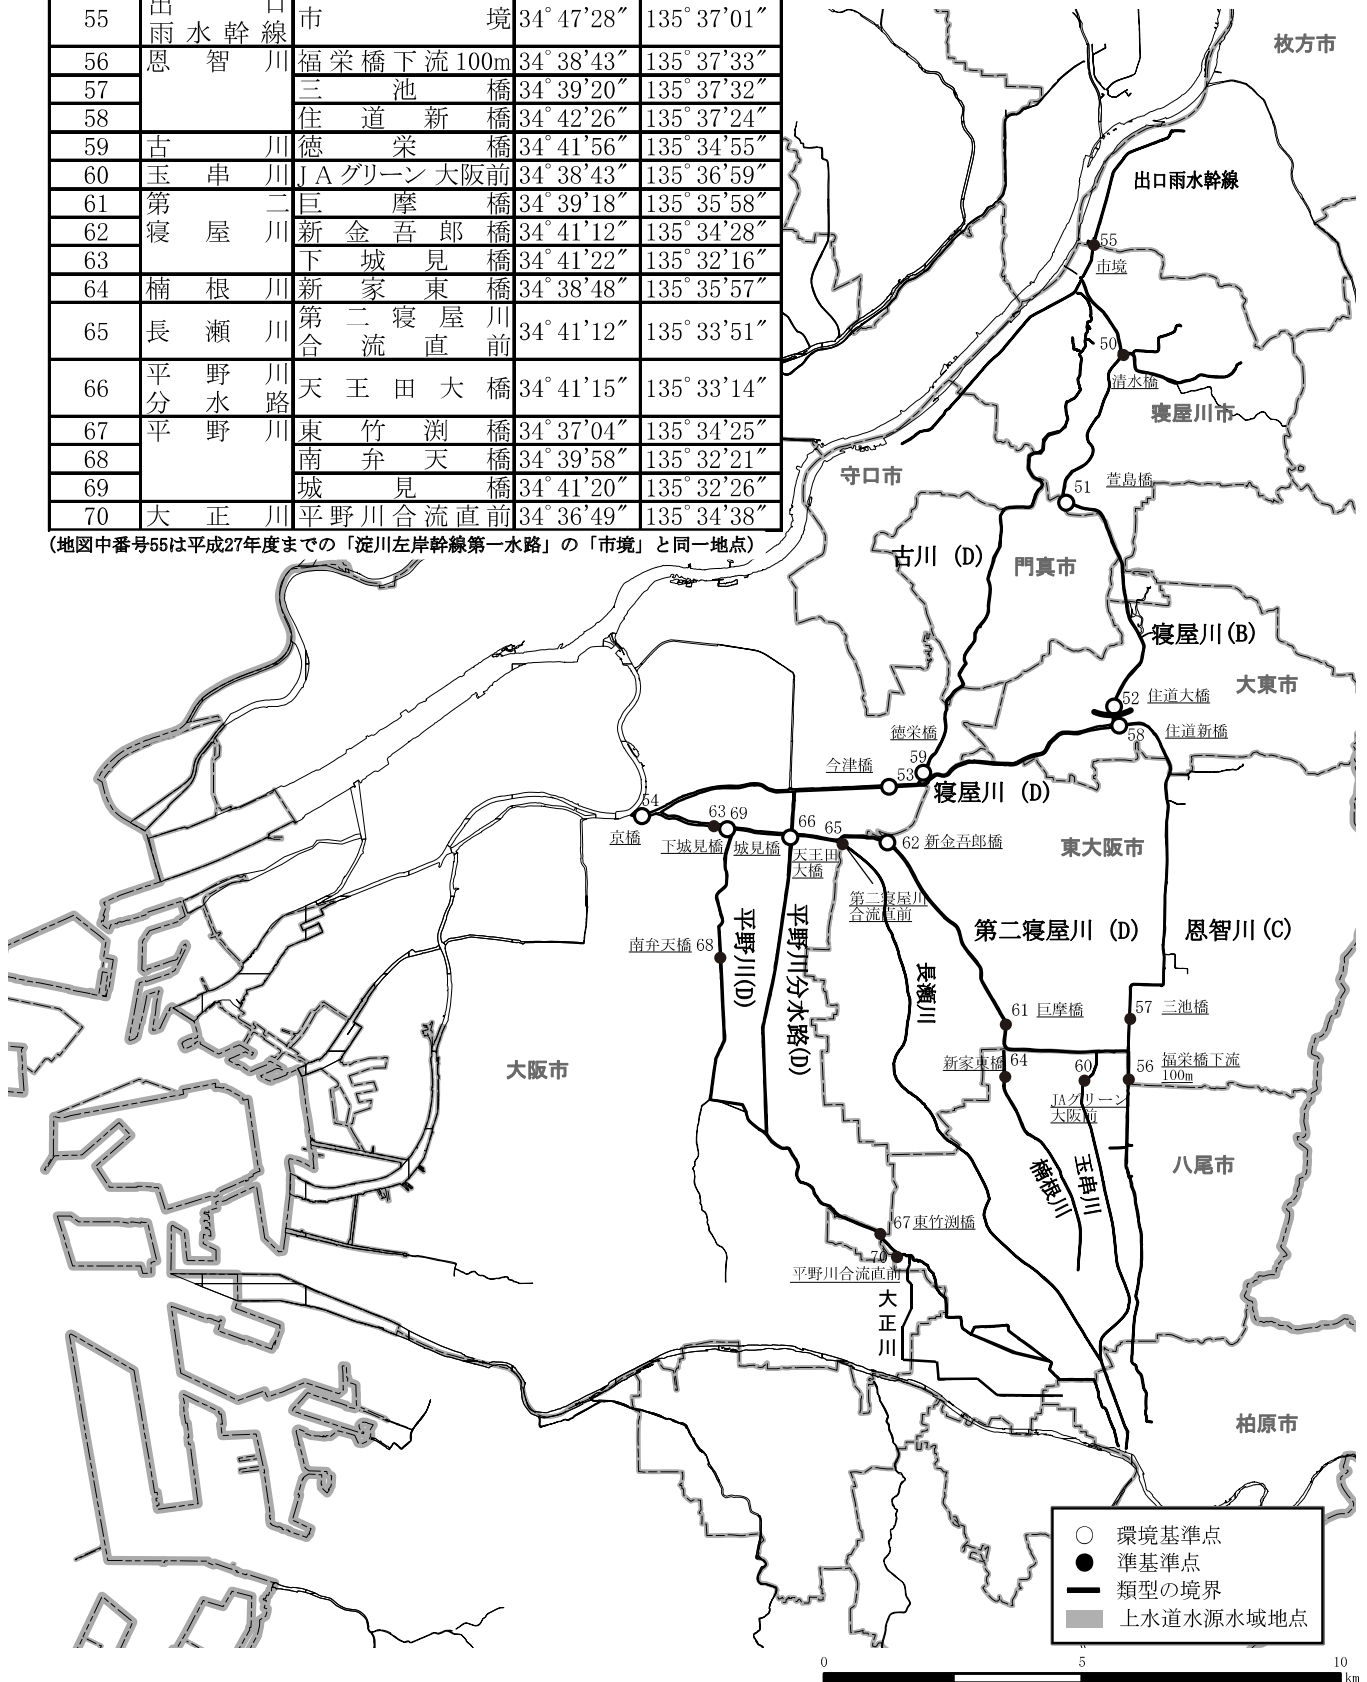 55 出口雨水幹線 市境 34°47'28″ 135°37'01″
56 恩智川 福栄橋下流100m 34°38'43″ 135°37'33″
57 三池橋 34°39'20″ 135°37'32″
58 住道新橋 34°42'26″ 135°37'24″
59 古川 徳栄橋 34°41'56″ 135°34'55″
60 玉串川 JAグリーン大阪前 34°38'43″ 135°36'59″
61 第二寝屋川 巨摩橋 34°39'18″ 135°35'58″
62 新金吾郎橋 34°41'12″ 135°34'28″
63 下城見橋 34°41'22″ 135°32'16″
64 楠根川 新家東橋 34°38'48″ 135°35'57″
65 長瀬川 第二寝屋川合流直前 34°41'12″ 135°33'51″
66 平野川分水路 天王田大橋 34°41'15″ 135°33'14″
67 平野川 東竹渕橋 34°37'04″ 135°34'25″
68 南弁天橋 34°39'58″ 135°32'21″
69 城見橋 34°41'20″ 135°32'26″
70 大正川 平野川合流直前 34°36'49″ 135°34'38″
(地図中番号55は平成27年度までの「淀川左岸幹線第一水路」の「市境」と同一地点)
枚方市
出口雨水幹線
55
市境
50
清水橋
寝屋川市
守口市
51
萱島橋
古川 (D)
門真市
寝屋川(B)
大東市
52 住道大橋
58 住道新橋
徳栄橋
59
今津橋
53
寝屋川 (D)
54
京橋
63
下城見橋
69
城見橋
66
天王田
大橋
65
第二寝屋川
合流直前
62 新金吾郎橋
東大阪市
第二寝屋川 (D)
恩智川(C)
南弁天橋 68
平野川(D)
平野川分水路(D)
長瀬川
61 巨摩橋
57 三池橋
新家東橋 64
60
JAグリーン
大阪前
56 福栄橋下流
100m
大阪市
楠根川
玉串川
八尾市
67 東竹渕橋
70
平野川合流直前
大正川
柏原市
○ 環境基準点
● 準基準点
類型の境界
上水道水源水域地点
0 5 10
km